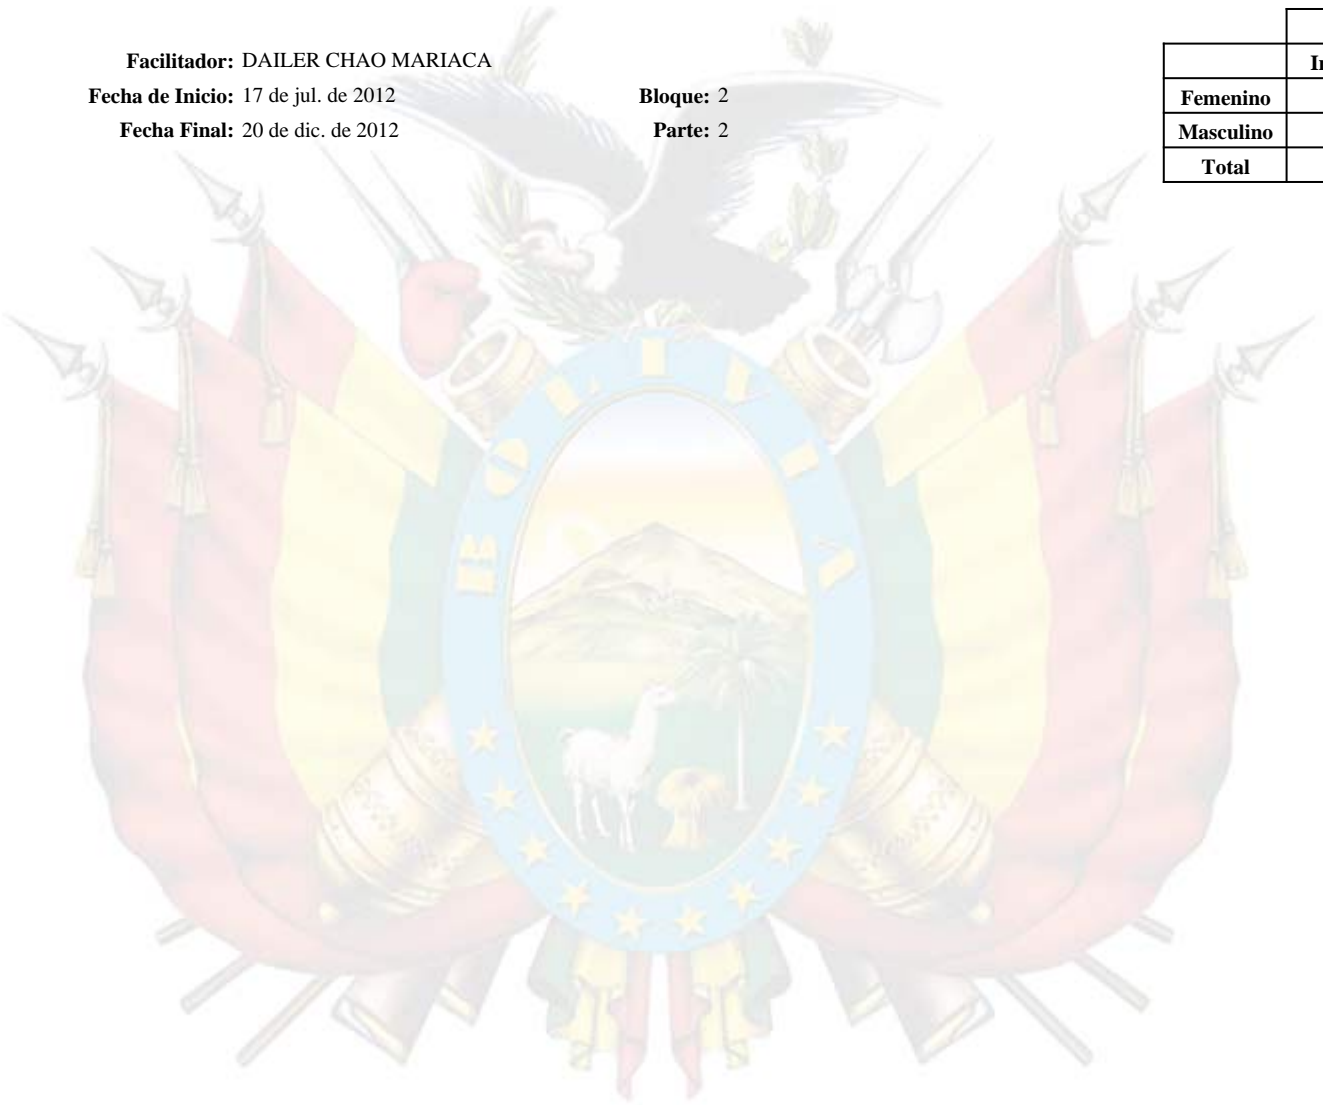 Facilitador: DAILER CHAO MARIACA
Fecha de Inicio: 17 de jul. de 2012 Bloque: 2
Fecha Final: 20 de dic. de 2012 Parte: 2
Femenino
Masculino
Total
BOLIVIA